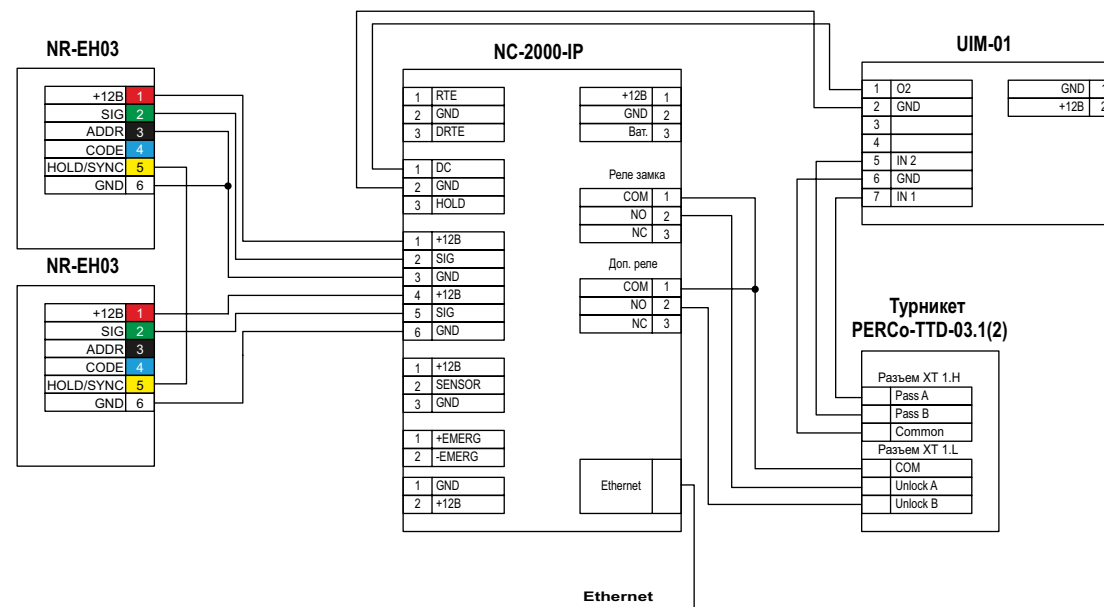 NR-EH03
+12В 1
SIG 2
ADDR 3
CODE 4
HOLD/SYNC 5
GND 6
NR-EH03
+12В 1
SIG 2
ADDR 3
CODE 4
HOLD/SYNC 5
GND 6
NC-2000-IP
1 RTE
2 GND
3 DRTE
1 DC
2 GND
3 HOLD
1 +12В
2 SIG
3 GND
4 +12В
5 SIG
6 GND
1 +12В
2 SENSOR
3 GND
1 +EMERG
2 -EMERG
1 GND
2 +12В
+12В 1
GND 2
Bat. 3
Реле замка
COM 1
NO 2
NC 3
Доп. реле
COM 1
NO 2
NC 3
Ethernet
Ethernet
UIM-01
1 O2
2 GND
3
4
5 IN 2
6 GND
7 IN 1
GND 1
+12В 2
Турникет
PERCo-TTD-03.1(2)
Разъем XT 1.H
Pass A
Pass B
Common
Разъем XT 1.L
COM
Unlock A
Unlock B